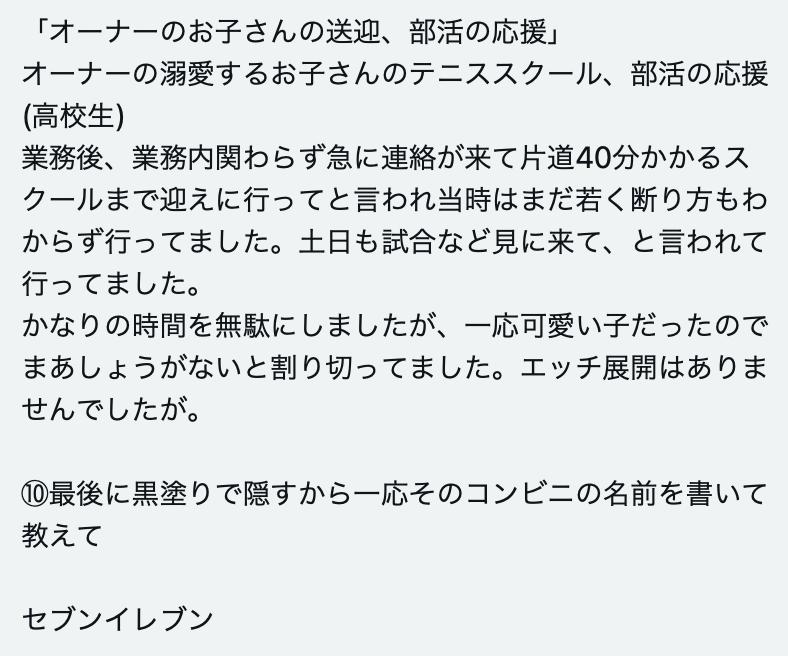 「オーナーのお子さんの送迎、部活の応援」
オーナーの溺愛するお子さんのテニススクール、部活の応援
(高校生)
業務後、業務内関わらず急に連絡が来て片道40分かかるス
クールまで迎えに行ってと言われ当時はまだ若く断り方もわ
からず行ってました。土日も試合など見に来て、と言われて
行ってました。
かなりの時間を無駄にしましたが、一応可愛い子だったので
まあしょうがないと割り切ってました。エッチ展開はありま
せんでしたが。
⑩最後に黒塗りで隠すから一応そのコンビニの名前を書いて
教えて
セブンイレブン